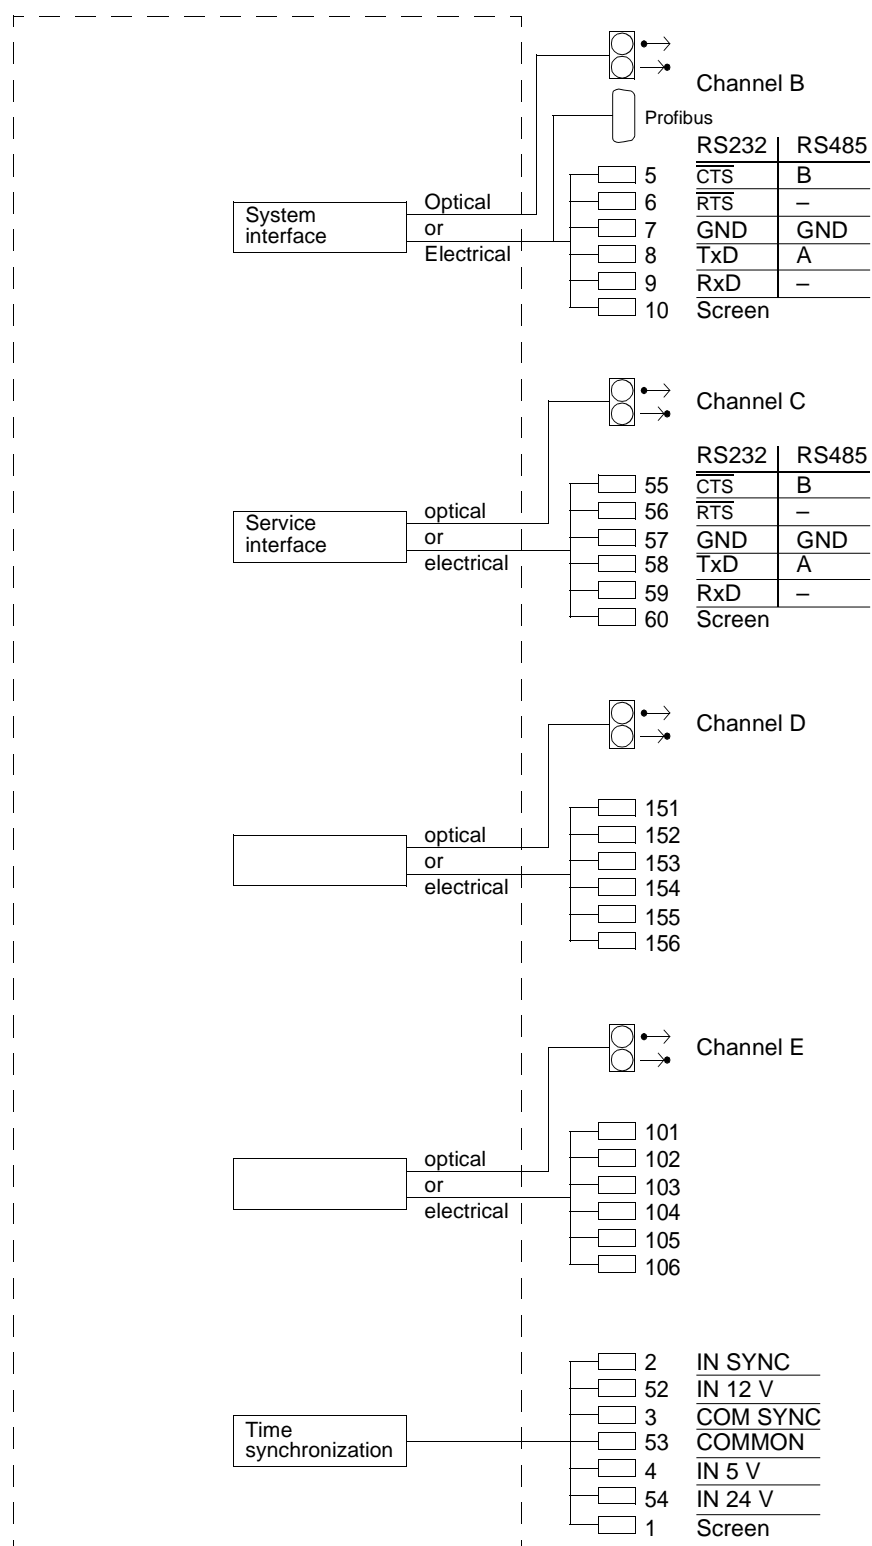 Channel B
Profibus
RS232 RS485
5 CTS B
6 RTS –
7 GND GND
8 TxD A
9 RxD –
10 Screen
System
interface
Optical
or
Electrical
Channel C
RS232 RS485
55 CTS B
56 RTS –
57 GND GND
58 TxD A
59 RxD –
60 Screen
Service
interface
optical
or
electrical
Channel D
151
152
153
154
155
156
optical
or
electrical
Channel E
101
102
103
104
105
106
optical
or
electrical
2 IN SYNC
52 IN 12 V
3 COM SYNC
53 COMMON
4 IN 5 V
54 IN 24 V
1 Screen
Time
synchronization